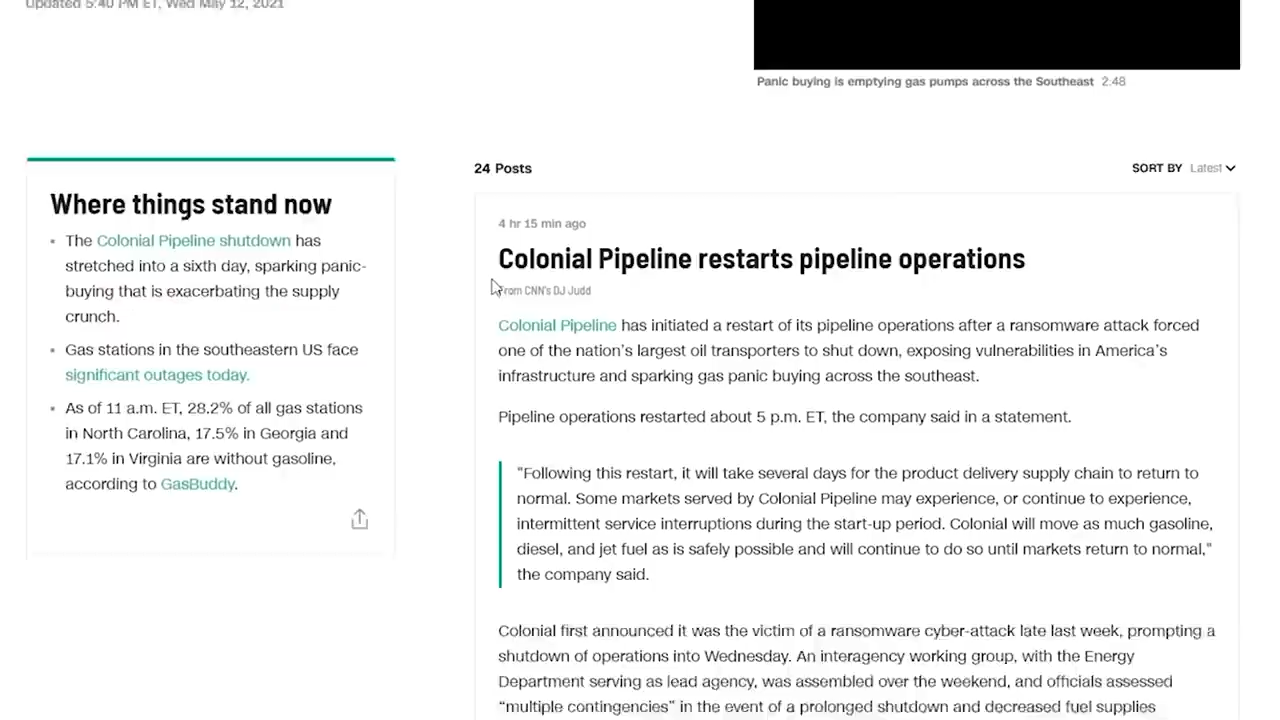 Updated 5:40 PM ET, Wed May 12, 2021
Panic buying is emptying gas pumps across the Southeast 2:48
Where things stand now
The Colonial Pipeline shutdown has
stretched into a sixth day, sparking panic-
buying that is exacerbating the supply
crunch.
Gas stations in the southeastern US face
significant outages today.
As of 11 a.m. ET, 28.2% of all gas stations
in North Carolina, 17.5% in Georgia and
17.1% in Virginia are without gasoline,
according to GasBuddy.
24 Posts
SORT BY Latest
4 hr 15 min ago
Colonial Pipeline restarts pipeline operations
From CNN's DJ Judd
Colonial Pipeline has initiated a restart of its pipeline operations after a ransomware attack forced
one of the nation's largest oil transporters to shut down, exposing vulnerabilities in America's
infrastructure and sparking gas panic buying across the southeast.
Pipeline operations restarted about 5 p.m. ET, the company said in a statement.
"Following this restart, it will take several days for the product delivery supply chain to return to
normal. Some markets served by Colonial Pipeline may experience, or continue to experience,
intermittent service interruptions during the start-up period. Colonial will move as much gasoline,
diesel, and jet fuel as is safely possible and will continue to do so until markets return to normal,"
the company said.
Colonial first announced it was the victim of a ransomware cyber-attack late last week, prompting a
shutdown of operations into Wednesday. An interagency working group, with the Energy
Department serving as lead agency, was assembled over the weekend, and officials assessed
“multiple contingencies” in the event of a prolonged shutdown and decreased fuel supplies